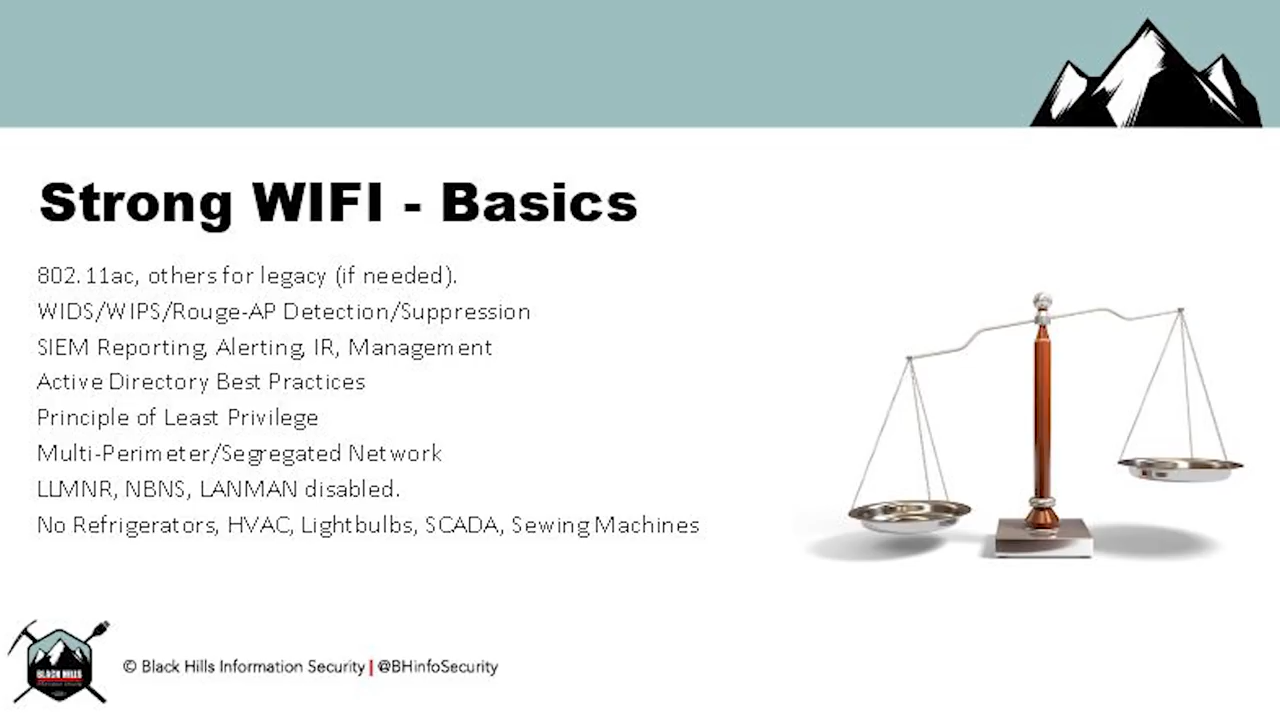 Strong WIFI - Basics
802.11ac, others for legacy (if needed).
WIDS/WIPS/Rouge-AP Detection/Suppression
SIEM Reporting, Alerting, IR, Management
Active Directory Best Practices
Principle of Least Privilege
Multi-Perimeter/Segregated Network
LLMNR, NBNS, LANMAN disabled.
No Refrigerators, HVAC, Lightbulbs, SCADA, Sewing Machines
BLACK HILLS
© Black Hills Information Security | @BHinfoSecurity